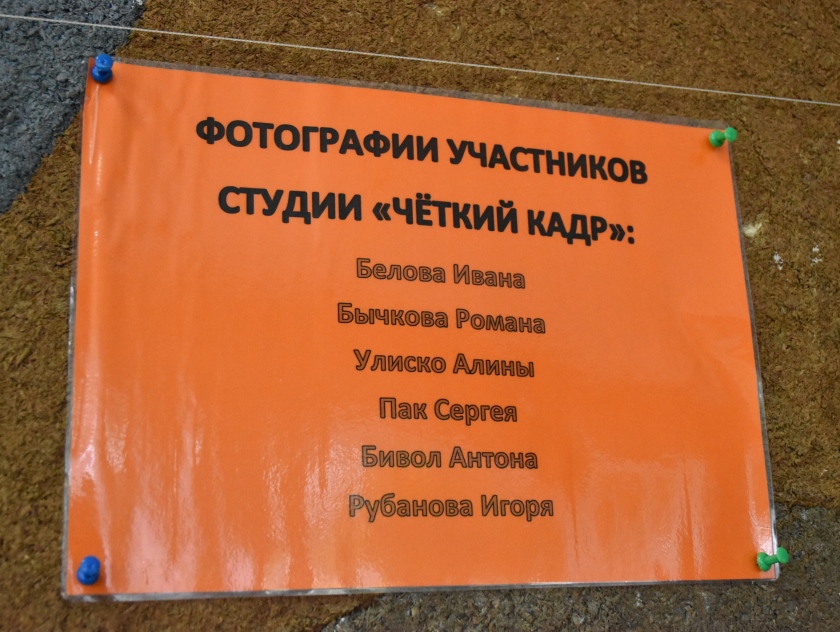 ФОТОГРАФИИ УЧАСТНИКОВ
СТУДИИ «ЧЁТКИЙ КАДР»:
Белова Ивана
Бычкова Романа
Улиско Алины
Пак Сергея
Бивол Антона
Рубанова Игоря